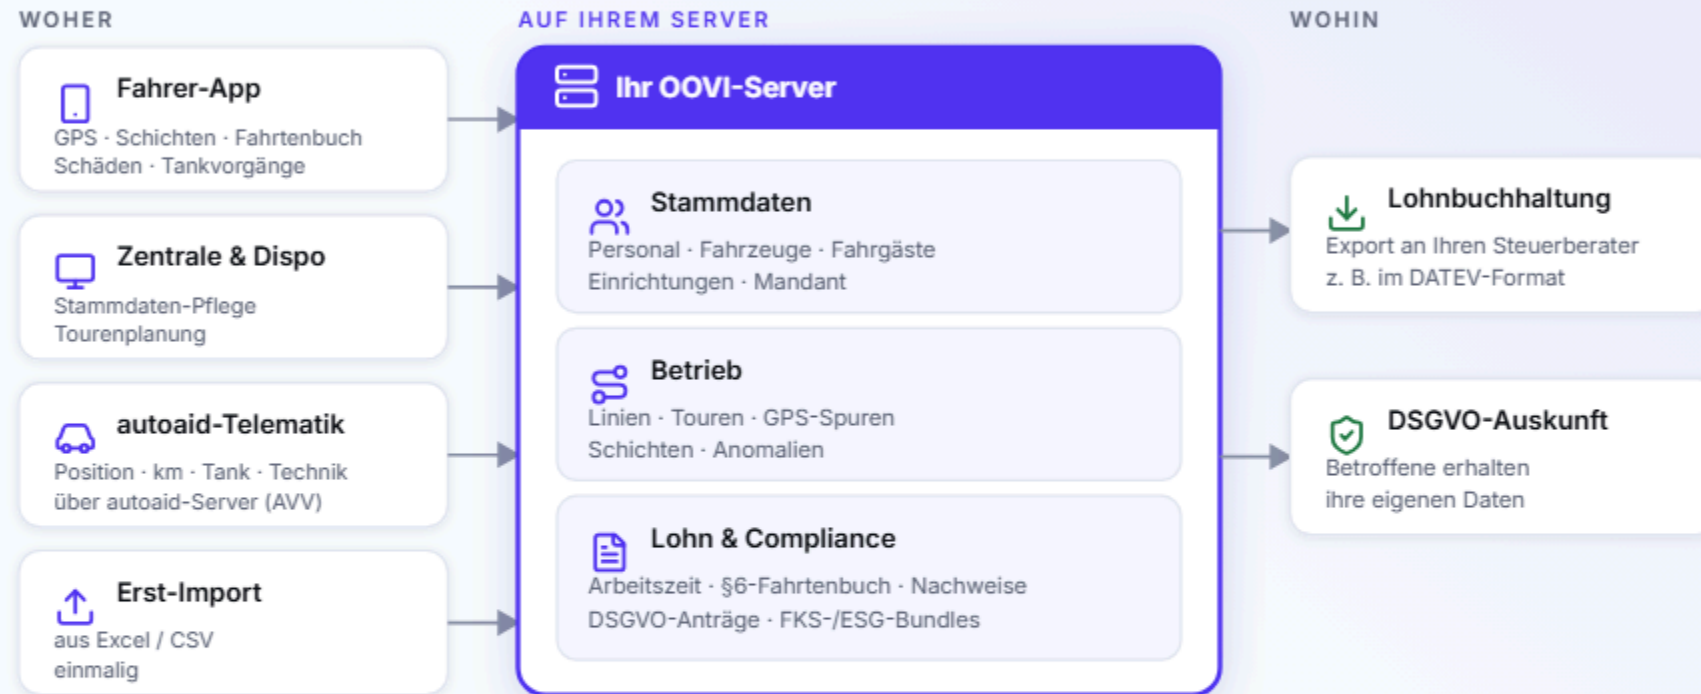 WOHER
Fahrer-App
GPS · Schichten · Fahrtenbuch
Schäden · Tankvorgänge
Zentrale & Dispo
Stammdaten-Pflege
Tourenplanung
autoaid-Telematik
Position · km · Tank · Technik
über autoaid-Server (AVV)
Erst-Import
aus Excel / CSV
einmalig
AUF IHREM SERVER
Ihr OOVI-Server
Stammdaten
Personal · Fahrzeuge · Fahrgäste
Einrichtungen · Mandant
Betrieb
Linien · Touren · GPS-Spuren
Schichten · Anomalien
Lohn & Compliance
Arbeitszeit · §6-Fahrtenbuch · Nachweise
DSGVO-Anträge · FKS-/ESG-Bundles
WOHIN
Lohnbuchhaltung
Export an Ihren Steuerberater
z. B. im DATEV-Format
DSGVO-Auskunft
Betroffene erhalten
ihre eigenen Daten